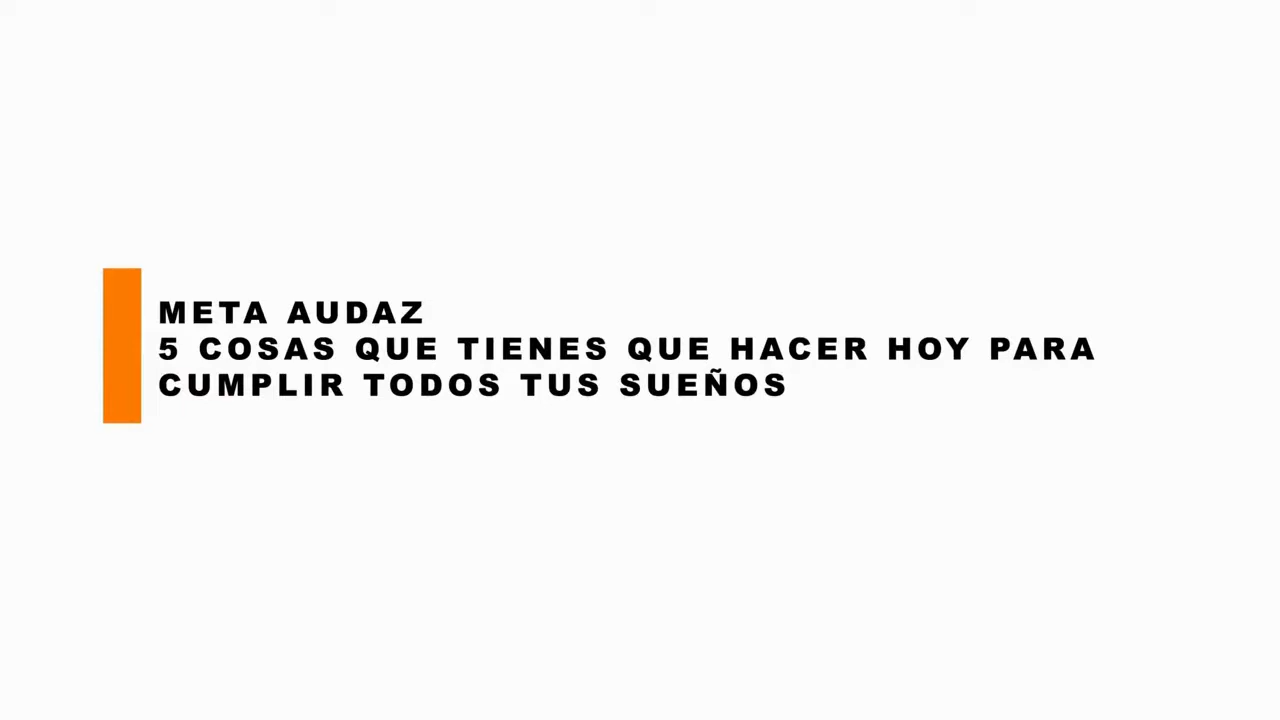 META AUDAZ
5 COSAS QUE TIENES QUE HACER HOY PARA
CUMPLIR TODOS TUS SUEÑOS